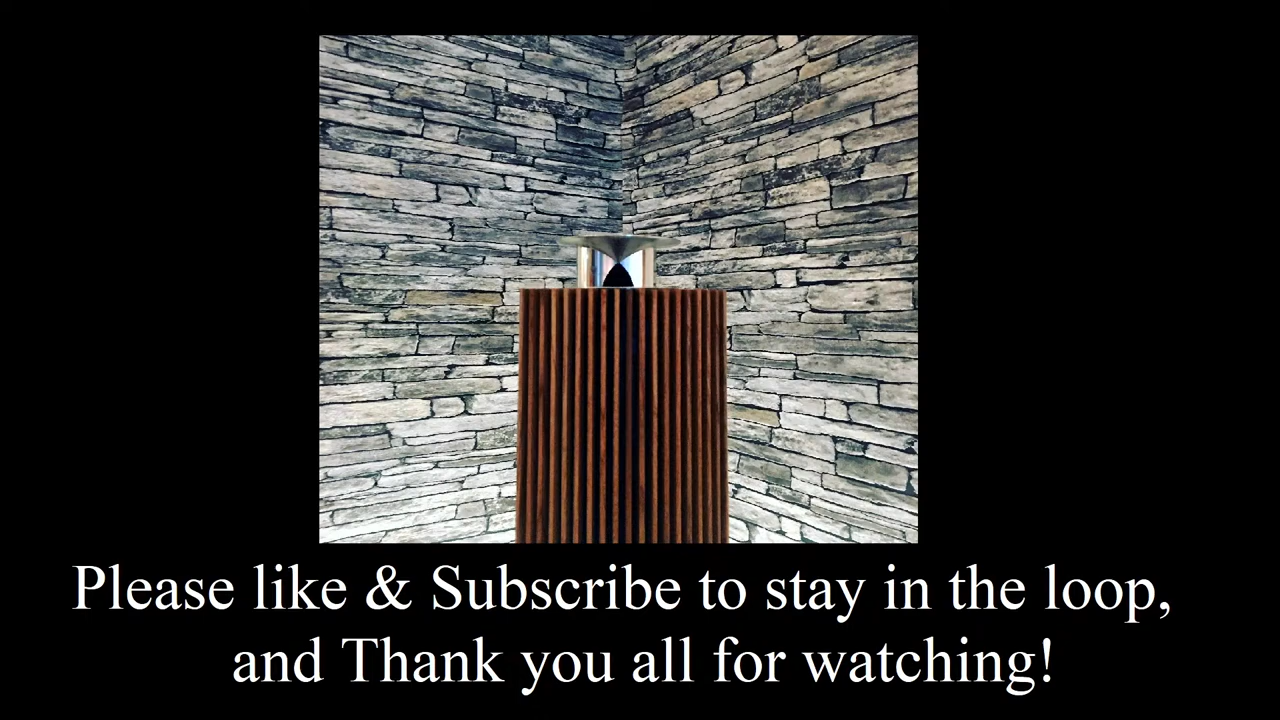 Please like & Subscribe to stay in the loop,
and Thank you all for watching!